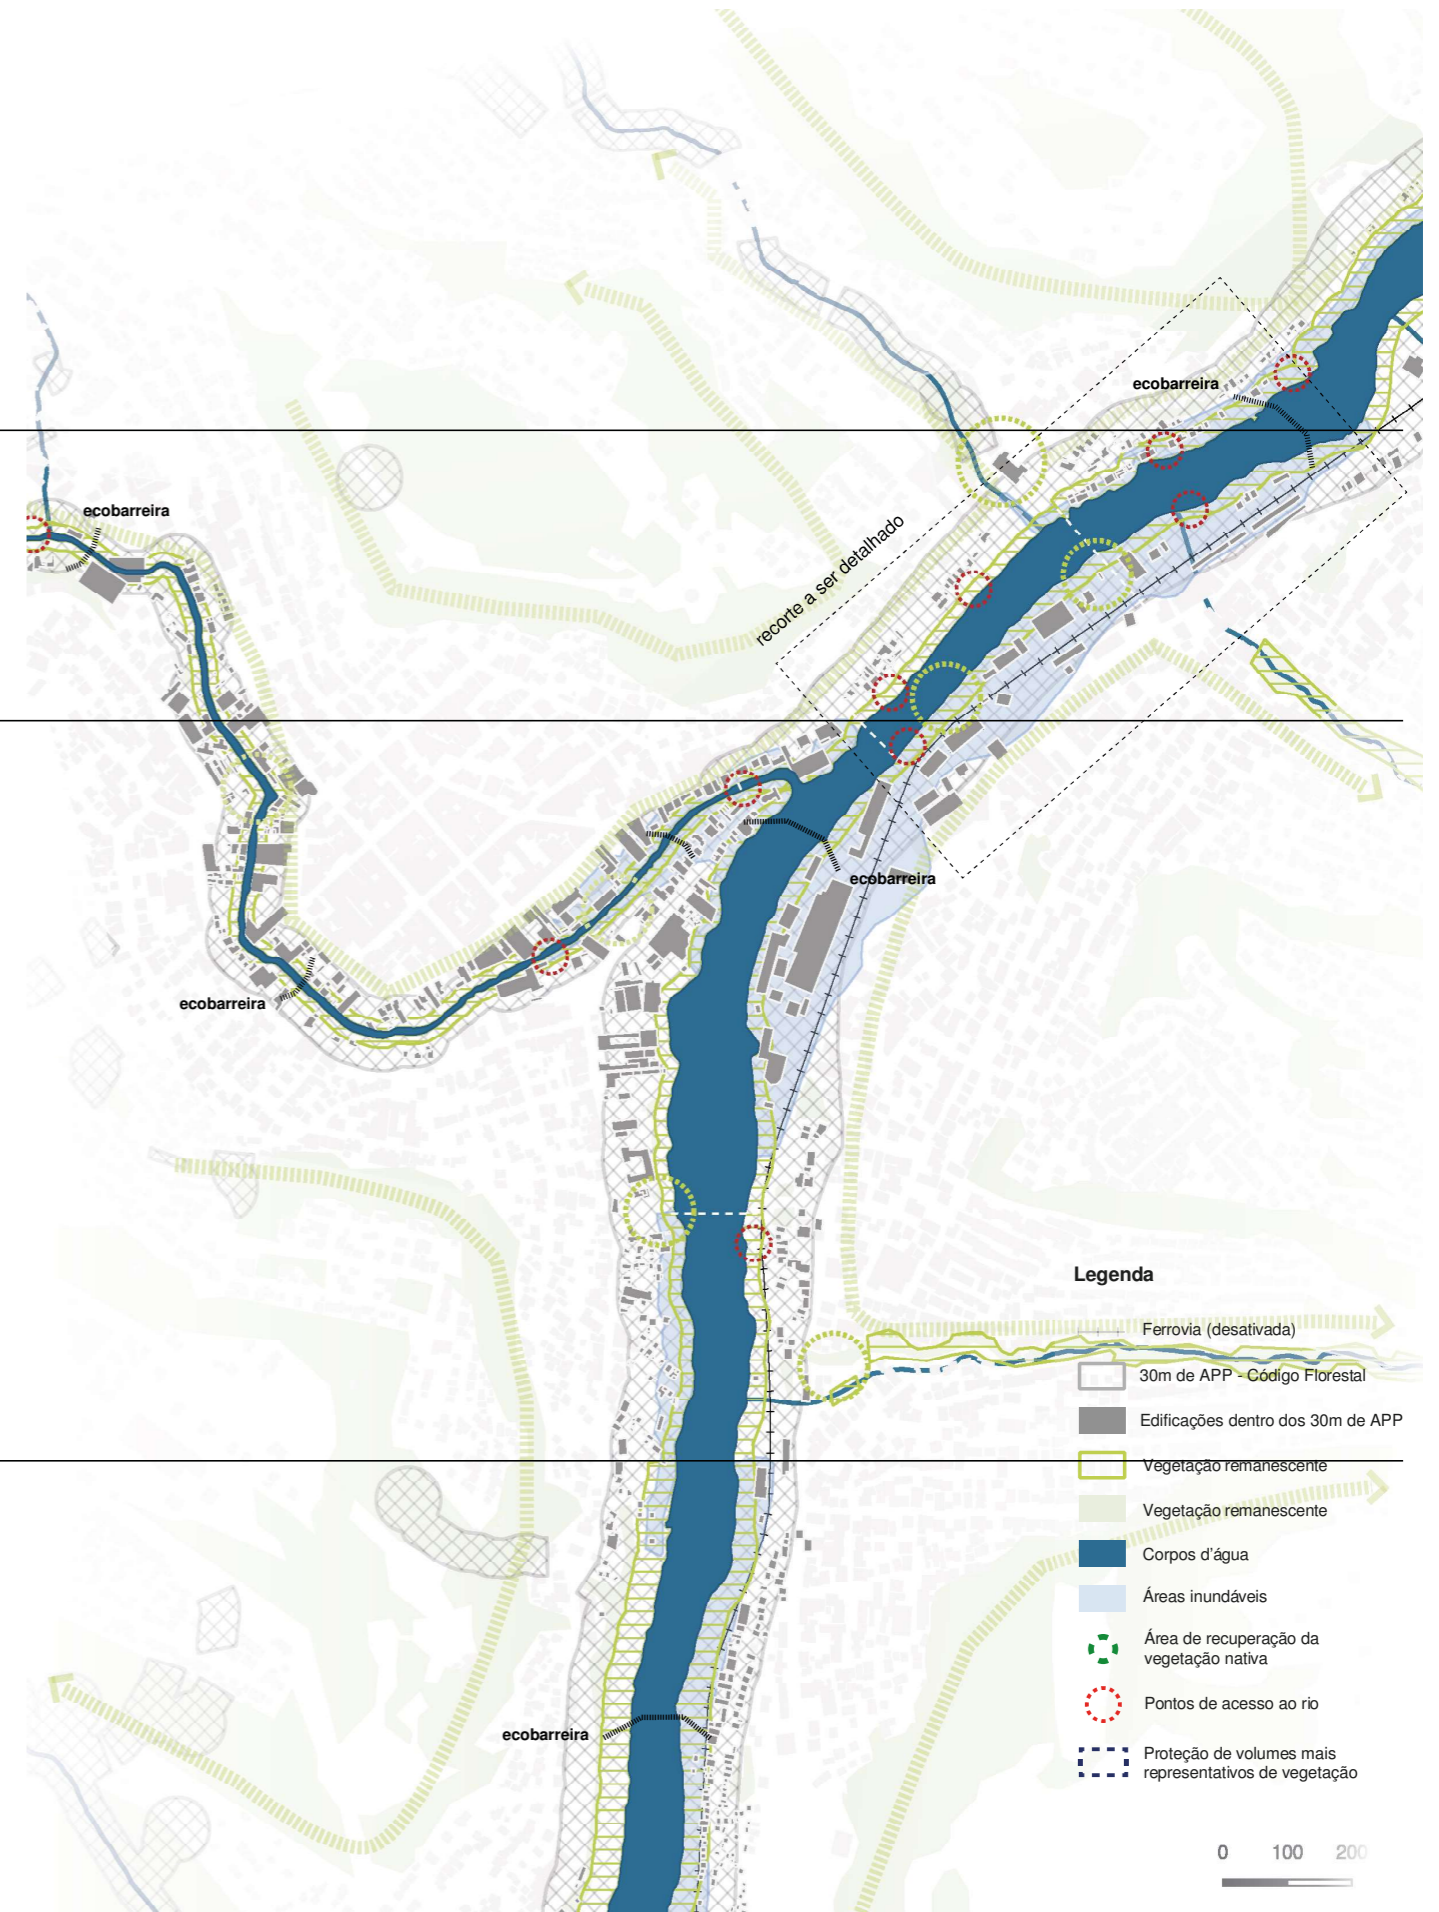 ecobarreira
ecobarreira
recorte a ser detalhado
ecobarreira
ecobarreira
Legenda
Ferrovia (desativada)
30m de APP - Código Florestal
Edificações dentro dos 30m de APP
Vegetação remanescente
Vegetação remanescente
Corpos d'água
Áreas inundáveis
Área de recuperação da
vegetação nativa
Pontos de acesso ao rio
ecobarreira
Proteção de volumes mais
representativos de vegetação
0 100 200